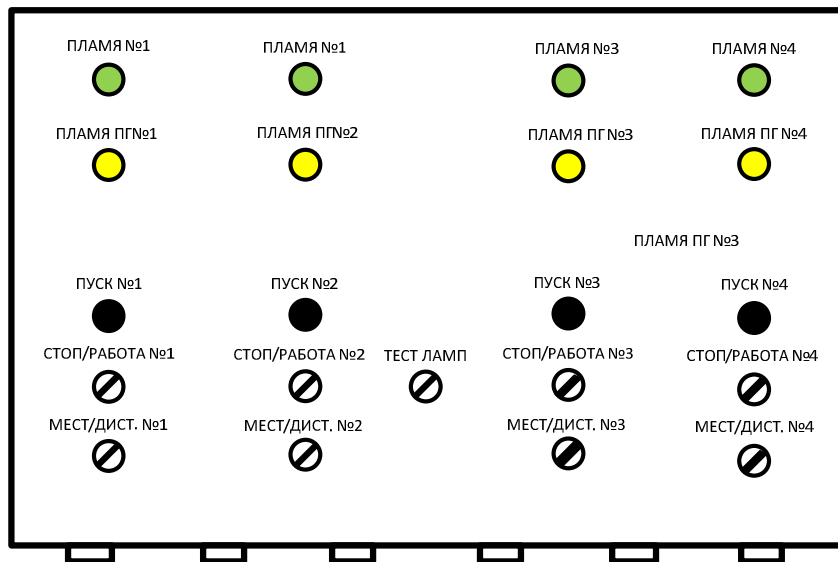 ПЛАМЯ №1
ПЛАМЯ №1
ПЛАМЯ №3
ПЛАМЯ №4
ПЛАМЯ ПГ№1
ПЛАМЯ ПГ№2
ПЛАМЯ ПГ №3
ПЛАМЯ ПГ №4
ПЛАМЯ ПГ №3
ПУСК №1
ПУСК №2
ПУСК №3
ПУСК №4
СТОП/РАБОТА №1
СТОП/РАБОТА №2
ТЕСТ ЛАМП
СТОП/РАБОТА №3
СТОП/РАБОТА №4
МЕСТ/ДИСТ. №1
МЕСТ/ДИСТ. №2
МЕСТ/ДИСТ. №3
МЕСТ/ДИСТ. №4